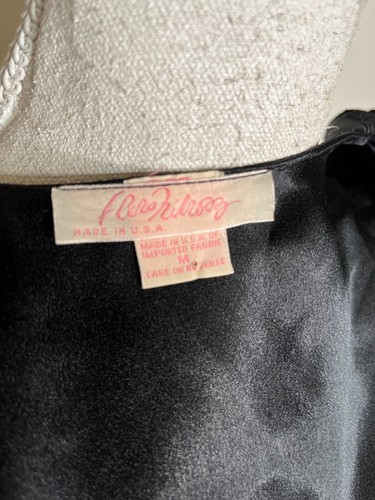 Flora Nikrooz
MADE IN U.S.A.
MADE IN U.S.A. OF
IMPORTED FABRIC
M
CARE ON REVERSE